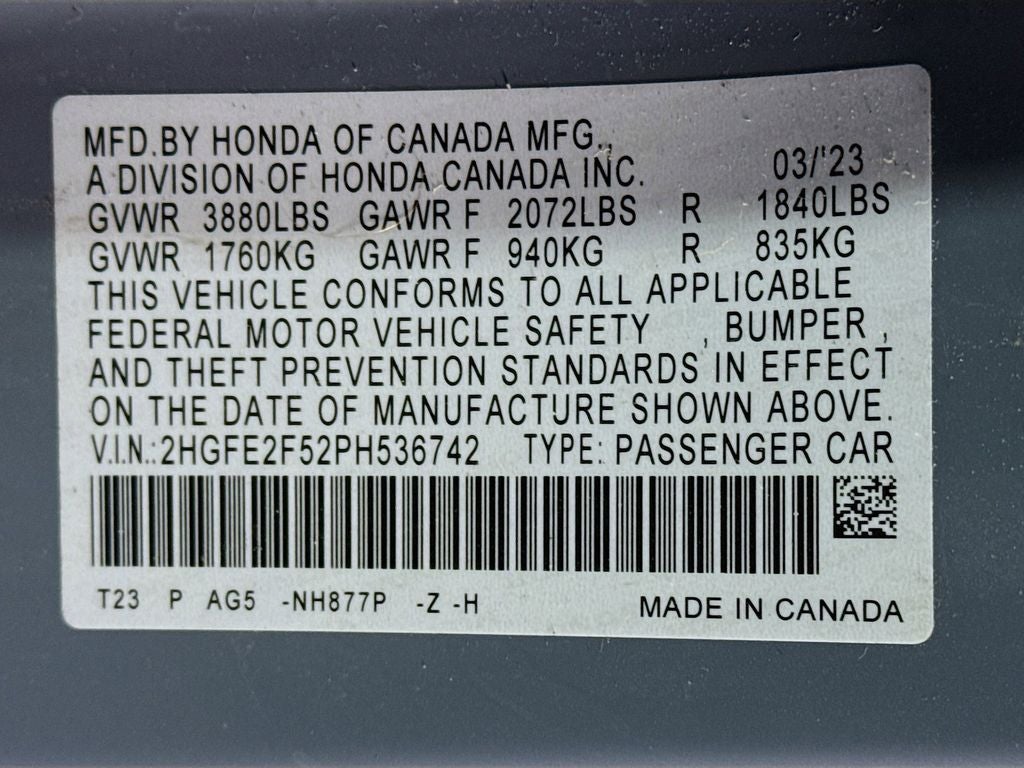 MFD.BY HONDA OF CANADA MFG.,
A DIVISION OF HONDA CANADA INC. 03/'23
GVWR 3880LBS GAWR F 2072LBS R 1840LBS
GVWR 1760KG GAWR F 940KG R 835KG
THIS VEHICLE CONFORMS TO ALL APPLICABLE
FEDERAL MOTOR VEHICLE SAFETY , BUMPER ,
AND THEFT PREVENTION STANDARDS IN EFFECT
ON THE DATE OF MANUFACTURE SHOWN ABOVE.
V.I.N.:2HGFE2F52PH536742 TYPE: PASSENGER CAR
T23 P AG5 -NH877P -Z -H MADE IN CANADA